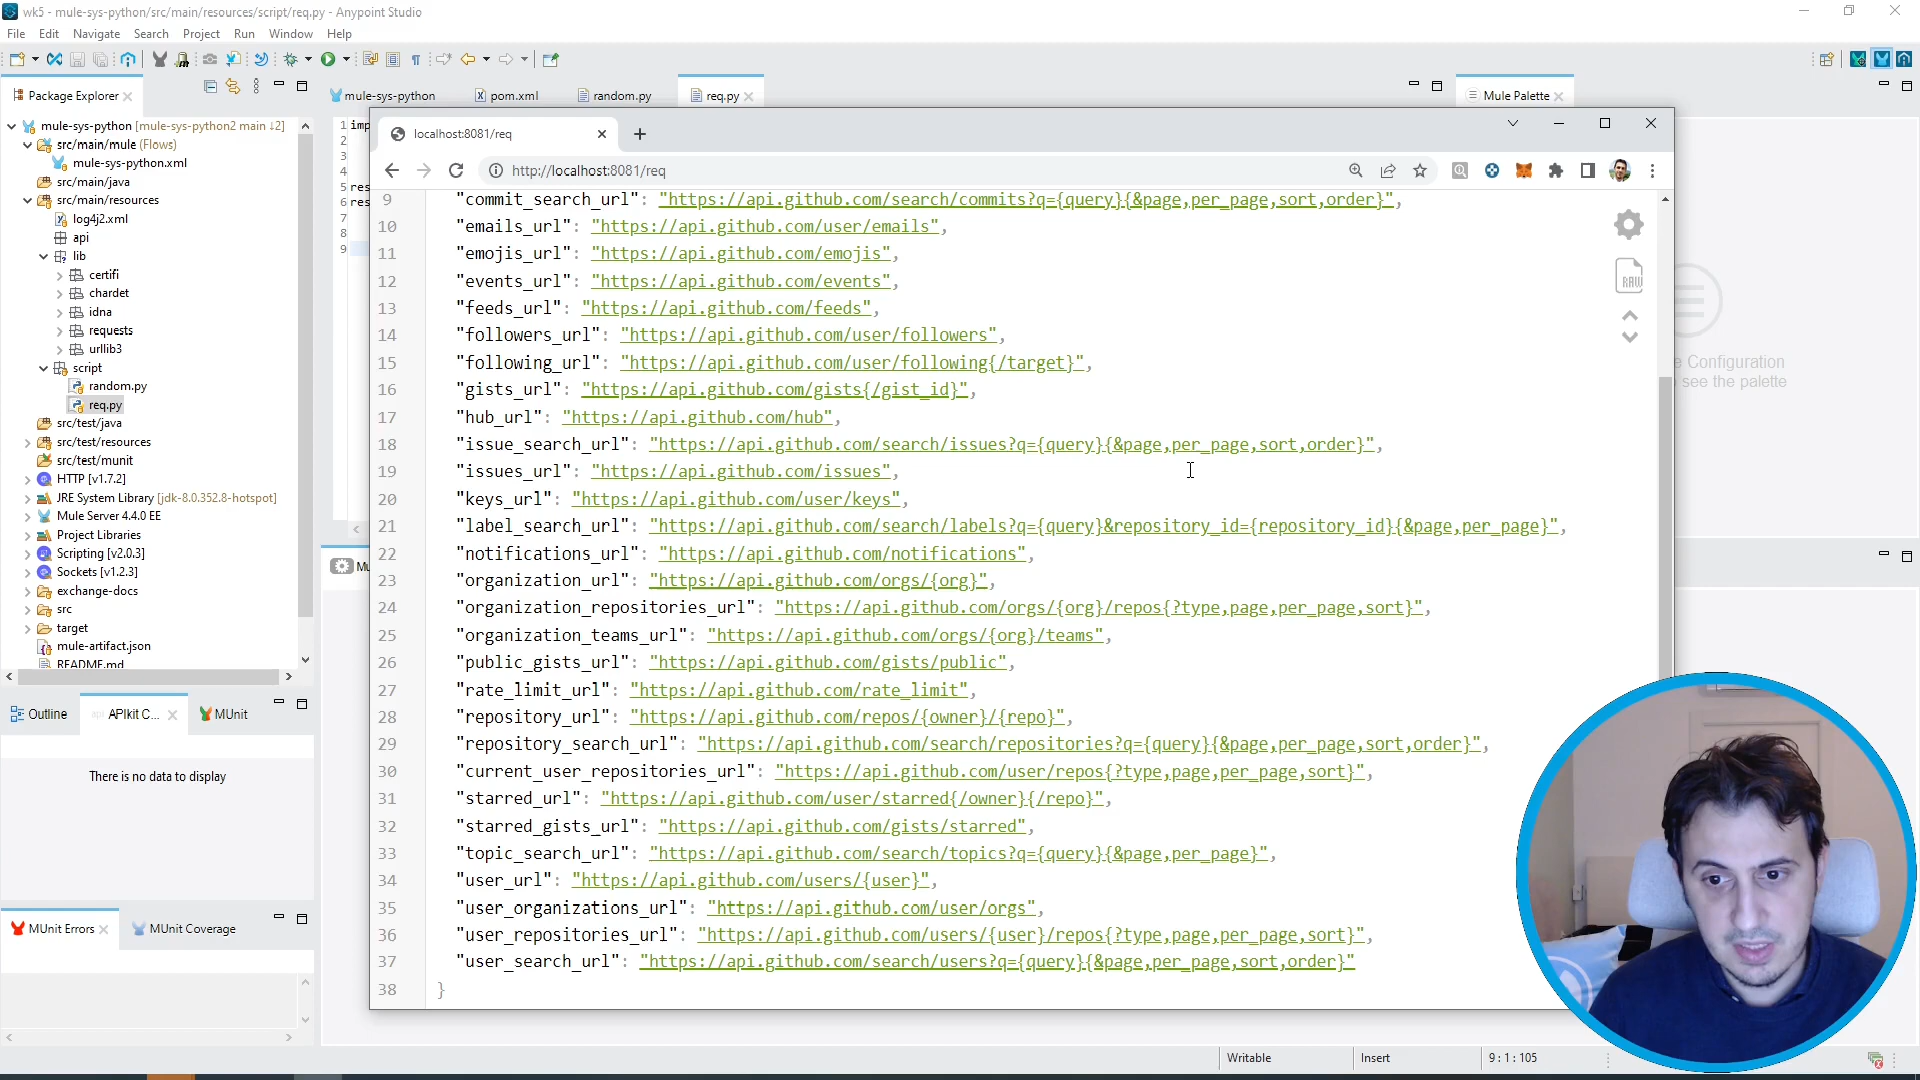 wk5 - mule-sys-python/src/main/resources/script/req.py - Anypoint Studio
File Edit Navigate Search Project Run Window Help
Package Explorer
mule-sys-python
pom.xml
random.py
req.py
Mule Palette
mule-sys-python [mule-sys-python2 main ↓2]
src/main/mule (Flows)
mule-sys-python.xml
src/main/java
src/main/resources
log4j2.xml
api
lib
certifi
chardet
idna
requests
urllib3
script
random.py
req.py
src/test/java
src/test/resources
src/test/munit
HTTP [v1.7.2]
JRE System Library [jdk-8.0.352.8-hotspot]
Mule Server 4.4.0 EE
Project Libraries
Scripting [v2.0.3]
Sockets [v1.2.3]
exchange-docs
src
target
mule-artifact.json
README.md
Outline
APIkit C...
MUnit
There is no data to display
MUnit Errors
MUnit Coverage
1 imp
2
3
4
5 res
6 res
7
8
9
localhost:8081/req
http://localhost:8081/req
9 "commit_search_url": "https://api.github.com/search/commits?q={query}{&page,per_page,sort,order}",
10 "emails_url": "https://api.github.com/user/emails",
11 "emojis_url": "https://api.github.com/emojis",
12 "events_url": "https://api.github.com/events",
13 "feeds_url": "https://api.github.com/feeds",
14 "followers_url": "https://api.github.com/user/followers",
15 "following_url": "https://api.github.com/user/following{/target}",
16 "gists_url": "https://api.github.com/gists{/gist_id}",
17 "hub_url": "https://api.github.com/hub",
18 "issue_search_url": "https://api.github.com/search/issues?q={query}{&page,per_page,sort,order}",
19 "issues_url": "https://api.github.com/issues",
20 "keys_url": "https://api.github.com/user/keys",
21 "label_search_url": "https://api.github.com/search/labels?q={query}&repository_id={repository_id}{&page,per_page}",
22 "notifications_url": "https://api.github.com/notifications",
23 "organization_url": "https://api.github.com/orgs/{org}",
24 "organization_repositories_url": "https://api.github.com/orgs/{org}/repos{?type,page,per_page,sort}",
25 "organization_teams_url": "https://api.github.com/orgs/{org}/teams",
26 "public_gists_url": "https://api.github.com/gists/public",
27 "rate_limit_url": "https://api.github.com/rate_limit",
28 "repository_url": "https://api.github.com/repos/{owner}/{repo}",
29 "repository_search_url": "https://api.github.com/search/repositories?q={query}{&page,per_page,sort,order}",
30 "current_user_repositories_url": "https://api.github.com/user/repos{?type,page,per_page,sort}",
31 "starred_url": "https://api.github.com/user/starred{/owner}{/repo}",
32 "starred_gists_url": "https://api.github.com/gists/starred",
33 "topic_search_url": "https://api.github.com/search/topics?q={query}{&page,per_page}",
34 "user_url": "https://api.github.com/users/{user}",
35 "user_organizations_url": "https://api.github.com/user/orgs",
36 "user_repositories_url": "https://api.github.com/users/{user}/repos{?type,page,per_page,sort}",
37 "user_search_url": "https://api.github.com/search/users?q={query}{&page,per_page,sort,order}"
38 }
RAW
Mu
e Configuration
see the palette
Writable
Insert
9 : 1 : 105